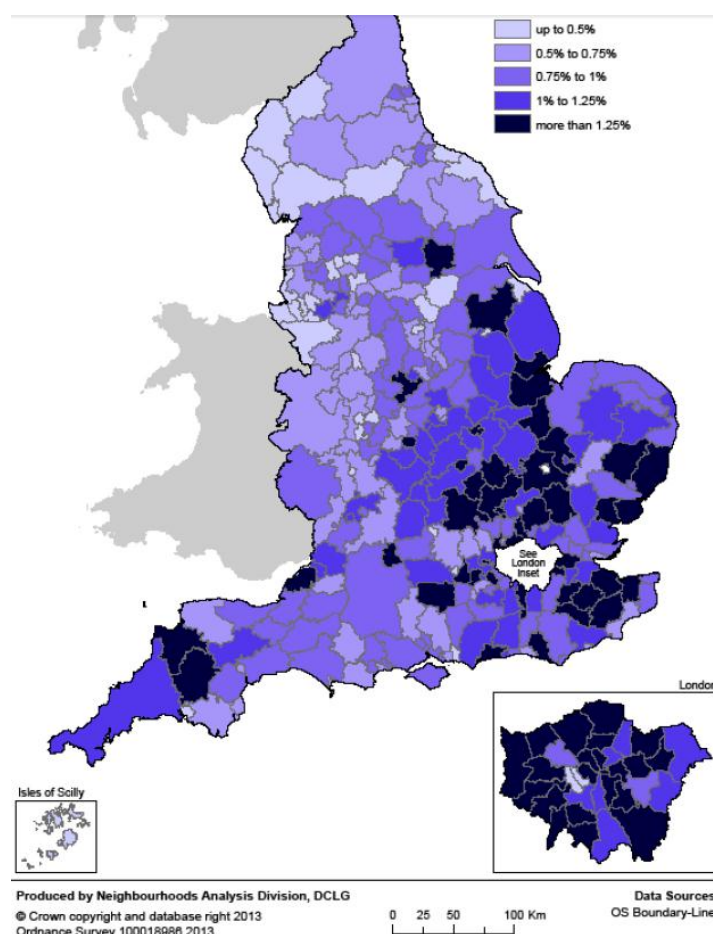 up to 0.5%
0.5% to 0.75%
0.75% to 1%
1% to 1.25%
more than 1.25%
See
London
Inset
London
Isles of Scilly
Produced by Neighbourhoods Analysis Division, DCLG
© Crown copyright and database right 2013
Ordnance Survey 100018986 2013
0 25 50 100 Km
Data Sources
OS Boundary-Line